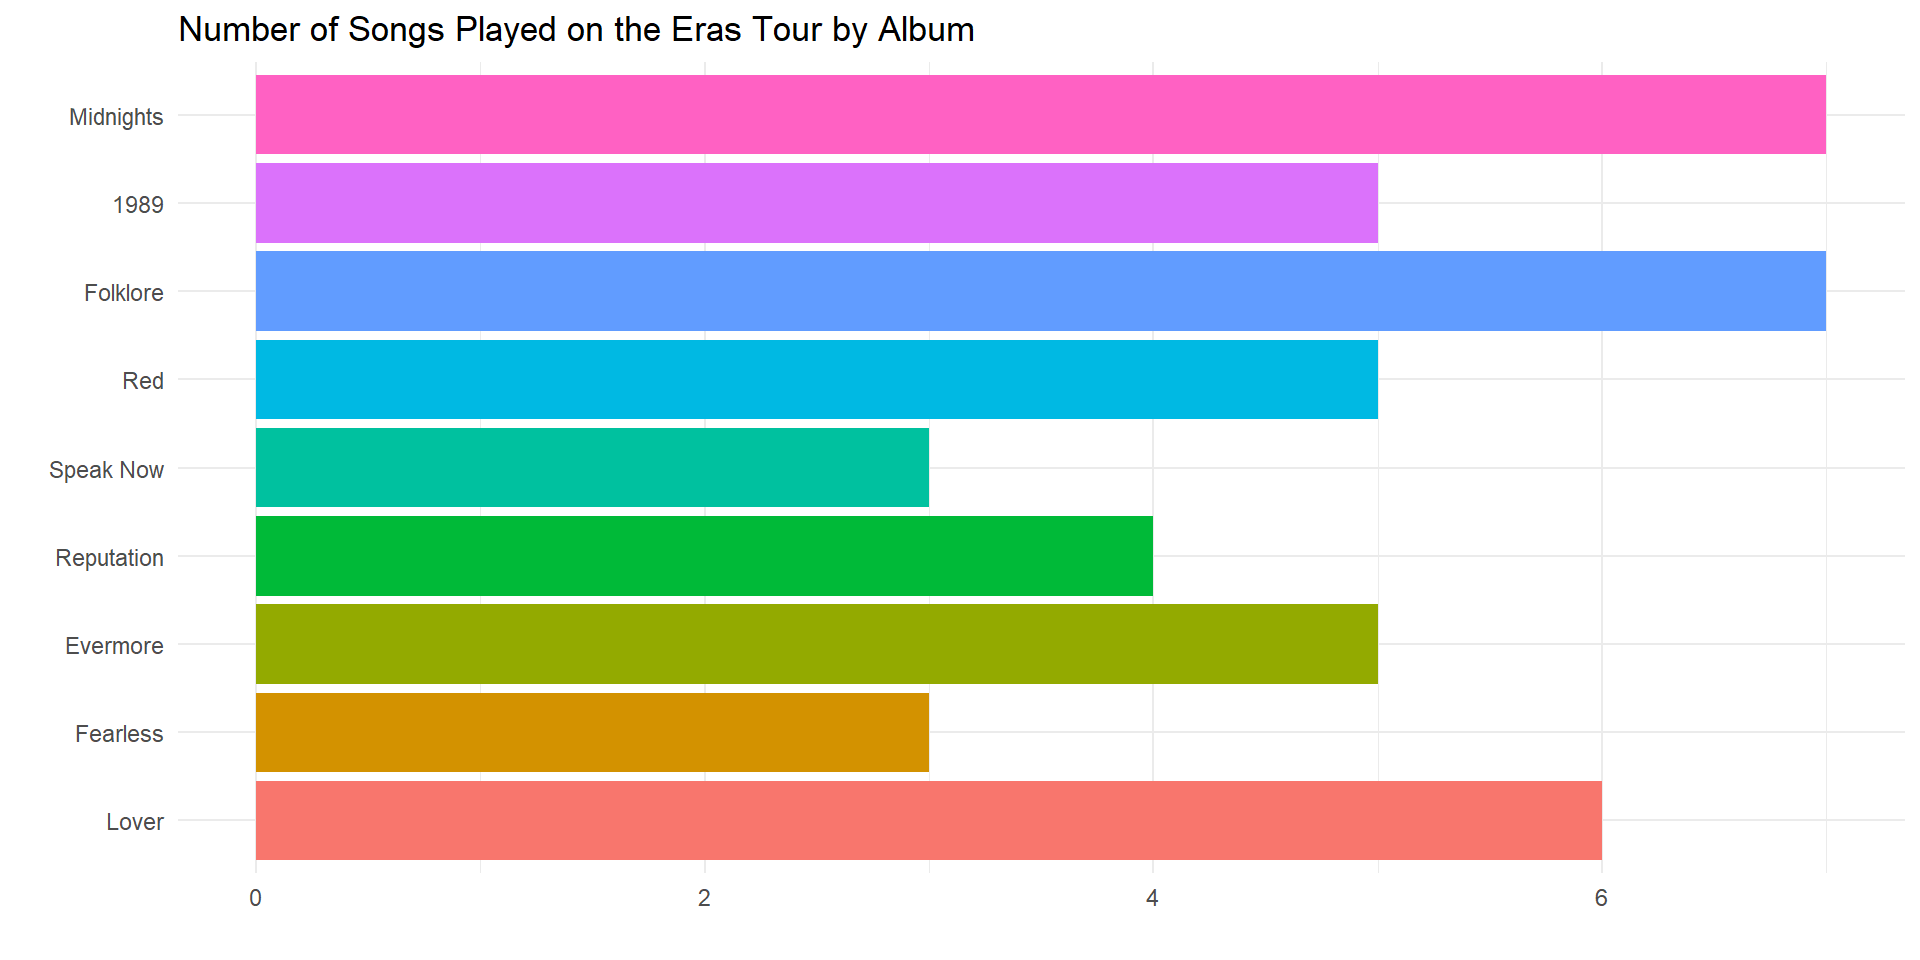 Number of Songs Played on the Eras Tour by Album
Midnights
1989
Folklore
Red
Speak Now
Reputation
Evermore
Fearless
Lover
0 2 4 6